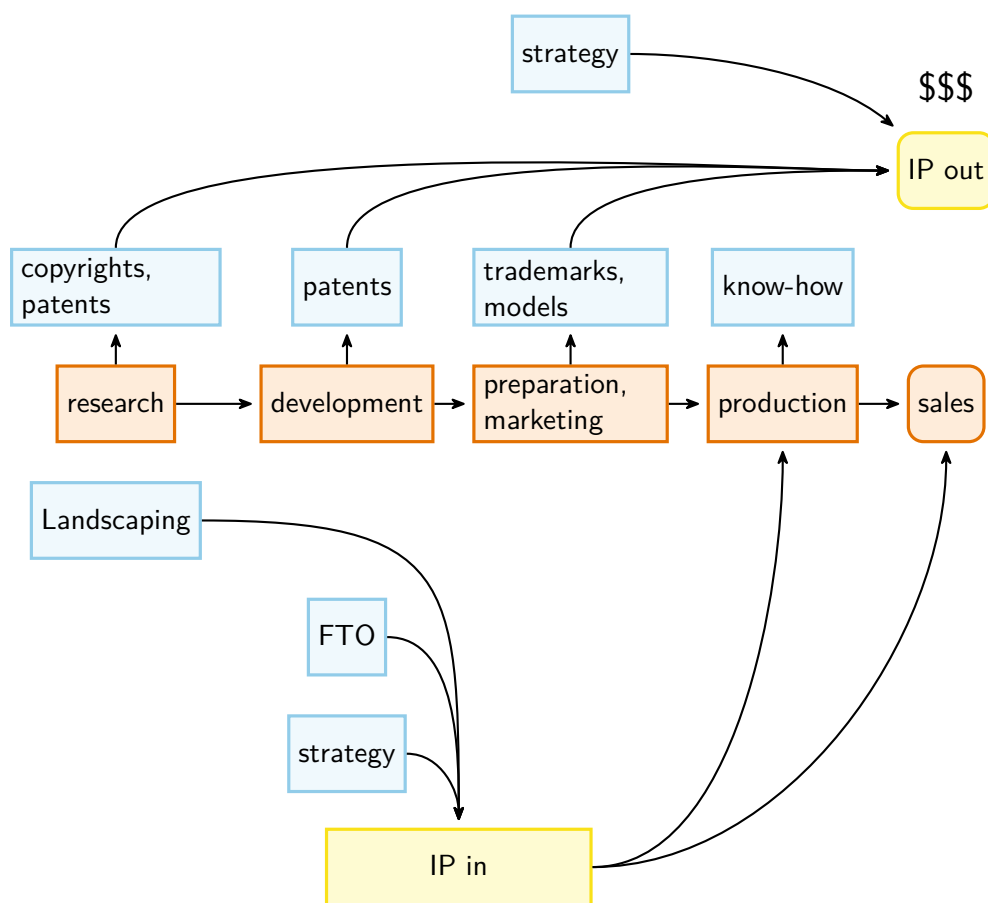 strategy
$$$
IP out
copyrights,
patents
patents
trademarks,
models
know-how
research
development
preparation,
marketing
production
sales
Landscaping
FTO
strategy
IP in